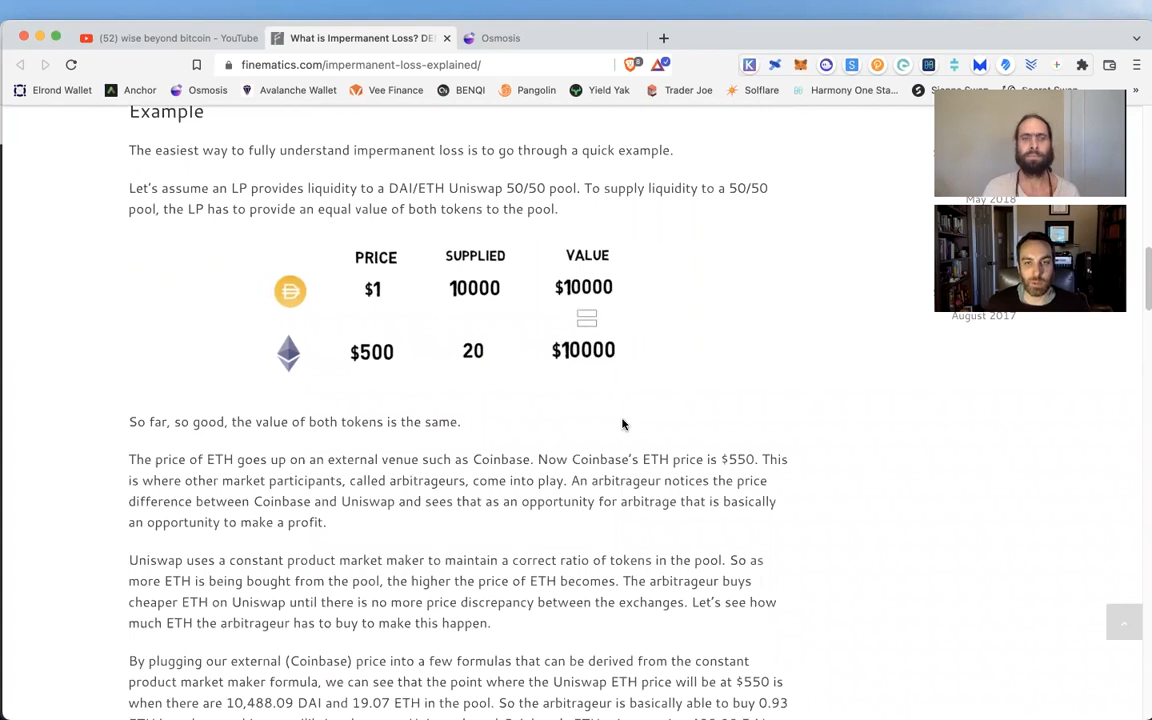 (52) wise beyond bitcoin - YouTube
What is Impermanent Loss? DEI
Osmosis
finematics.com/impermanent-loss-explained/
Elrond Wallet Anchor Osmosis Avalanche Wallet Vee Finance BENQI Pangolin Yield Yak Trader Joe Solflare Harmony One Sta...
Example
The easiest way to fully understand impermanent loss is to go through a quick example.
Let's assume an LP provides liquidity to a DAI/ETH Uniswap 50/50 pool. To supply liquidity to a 50/50
pool, the LP has to provide an equal value of both tokens to the pool.
PRICE SUPPLIED VALUE
$1 10000 $10000
$500 20 $10000
So far, so good, the value of both tokens is the same.
The price of ETH goes up on an external venue such as Coinbase. Now Coinbase's ETH price is $550. This
is where other market participants, called arbitrageurs, come into play. An arbitrageur notices the price
difference between Coinbase and Uniswap and sees that as an opportunity for arbitrage that is basically
an opportunity to make a profit.
Uniswap uses a constant product market maker to maintain a correct ratio of tokens in the pool. So as
more ETH is being bought from the pool, the higher the price of ETH becomes. The arbitrageur buys
cheaper ETH on Uniswap until there is no more price discrepancy between the exchanges. Let's see how
much ETH the arbitrageur has to buy to make this happen.
By plugging our external (Coinbase) price into a few formulas that can be derived from the constant
product market maker formula, we can see that the point where the Uniswap ETH price will be at $550 is
when there are 10,488.09 DAI and 19.07 ETH in the pool. So the arbitrageur is basically able to buy 0.93
May 2018
August 2017